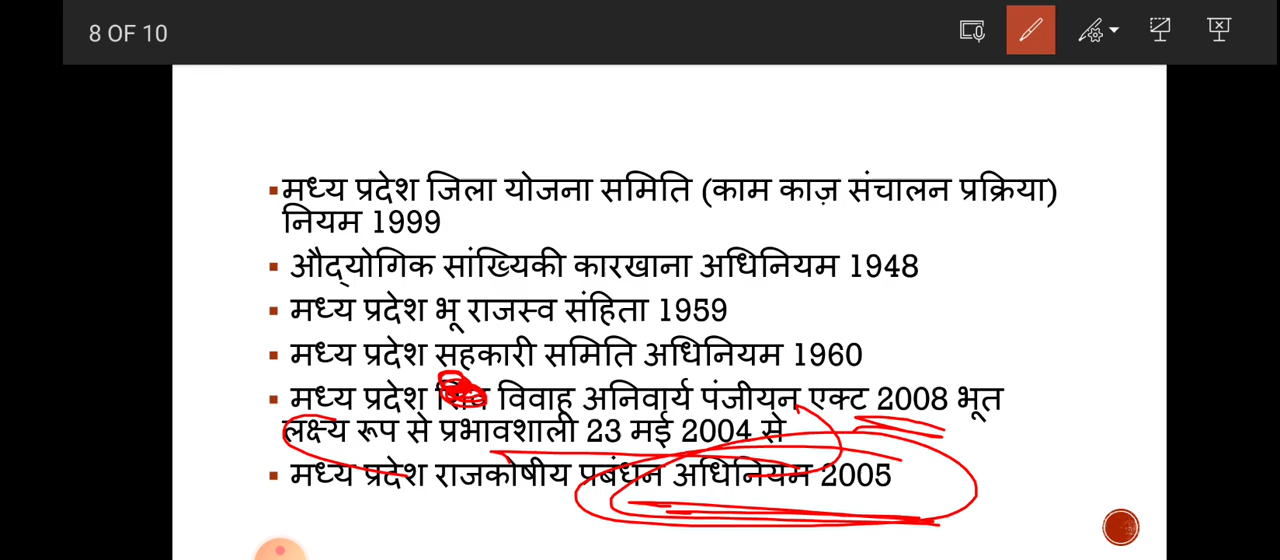 8 OF 10
▪मध्य प्रदेश जिला योजना समिति (काम काज़ संचालन प्रक्रिया)
नियम 1999
▪ औद्योगिक सांख्यिकी कारखाना अधिनियम 1948
▪ मध्य प्रदेश भू राजस्व संहिता 1959
▪ मध्य प्रदेश सहकारी समिति अधिनियम 1960
▪ मध्य प्रदेश विवाह अनिवार्य पंजीयन एक्ट 2008 भूत
लक्ष्य रूप से प्रभावशाली 23 मई 2004 से
▪ मध्य प्रदेश राजकोषीय प्रबंधन अधिनियम 2005